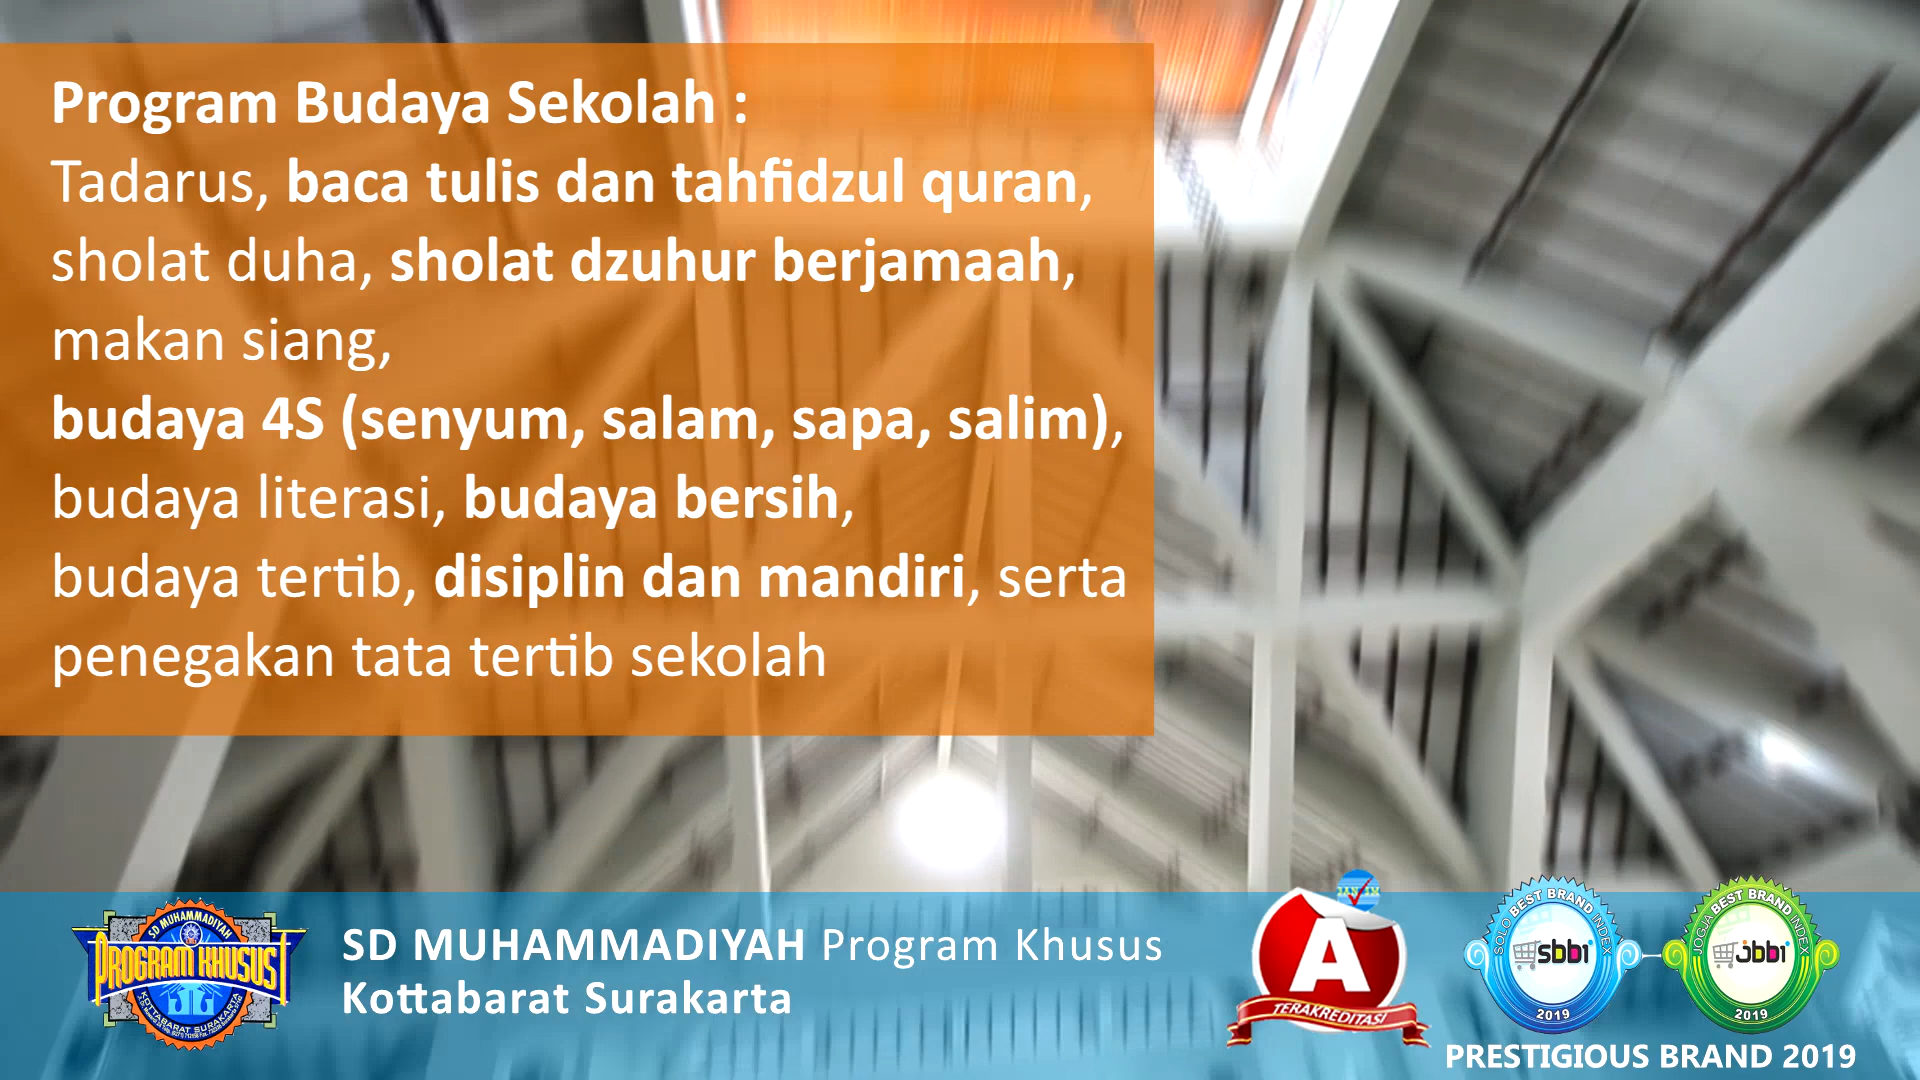 Program Budaya Sekolah :
Tadarus, baca tulis dan tahfidzul quran,
sholat duha, sholat dzuhur berjamaah,
makan siang,
budaya 4S (senyum, salam, sapa, salim),
budaya literasi, budaya bersih,
budaya tertib, disiplin dan mandiri, serta
penegakan tata tertib sekolah
SD MUHAMMADIYAH
PROGRAM KHUSUS
KOTTABARAT SURAKARTA
SD MUHAMMADIYAH Program Khusus
Kottabarat Surakarta
A
TERAKREDITASI
SOLO BEST BRAND INDEX
sbbi
2019
JOGJA BEST BRAND INDEX
jbbi
2019
PRESTIGIOUS BRAND 2019